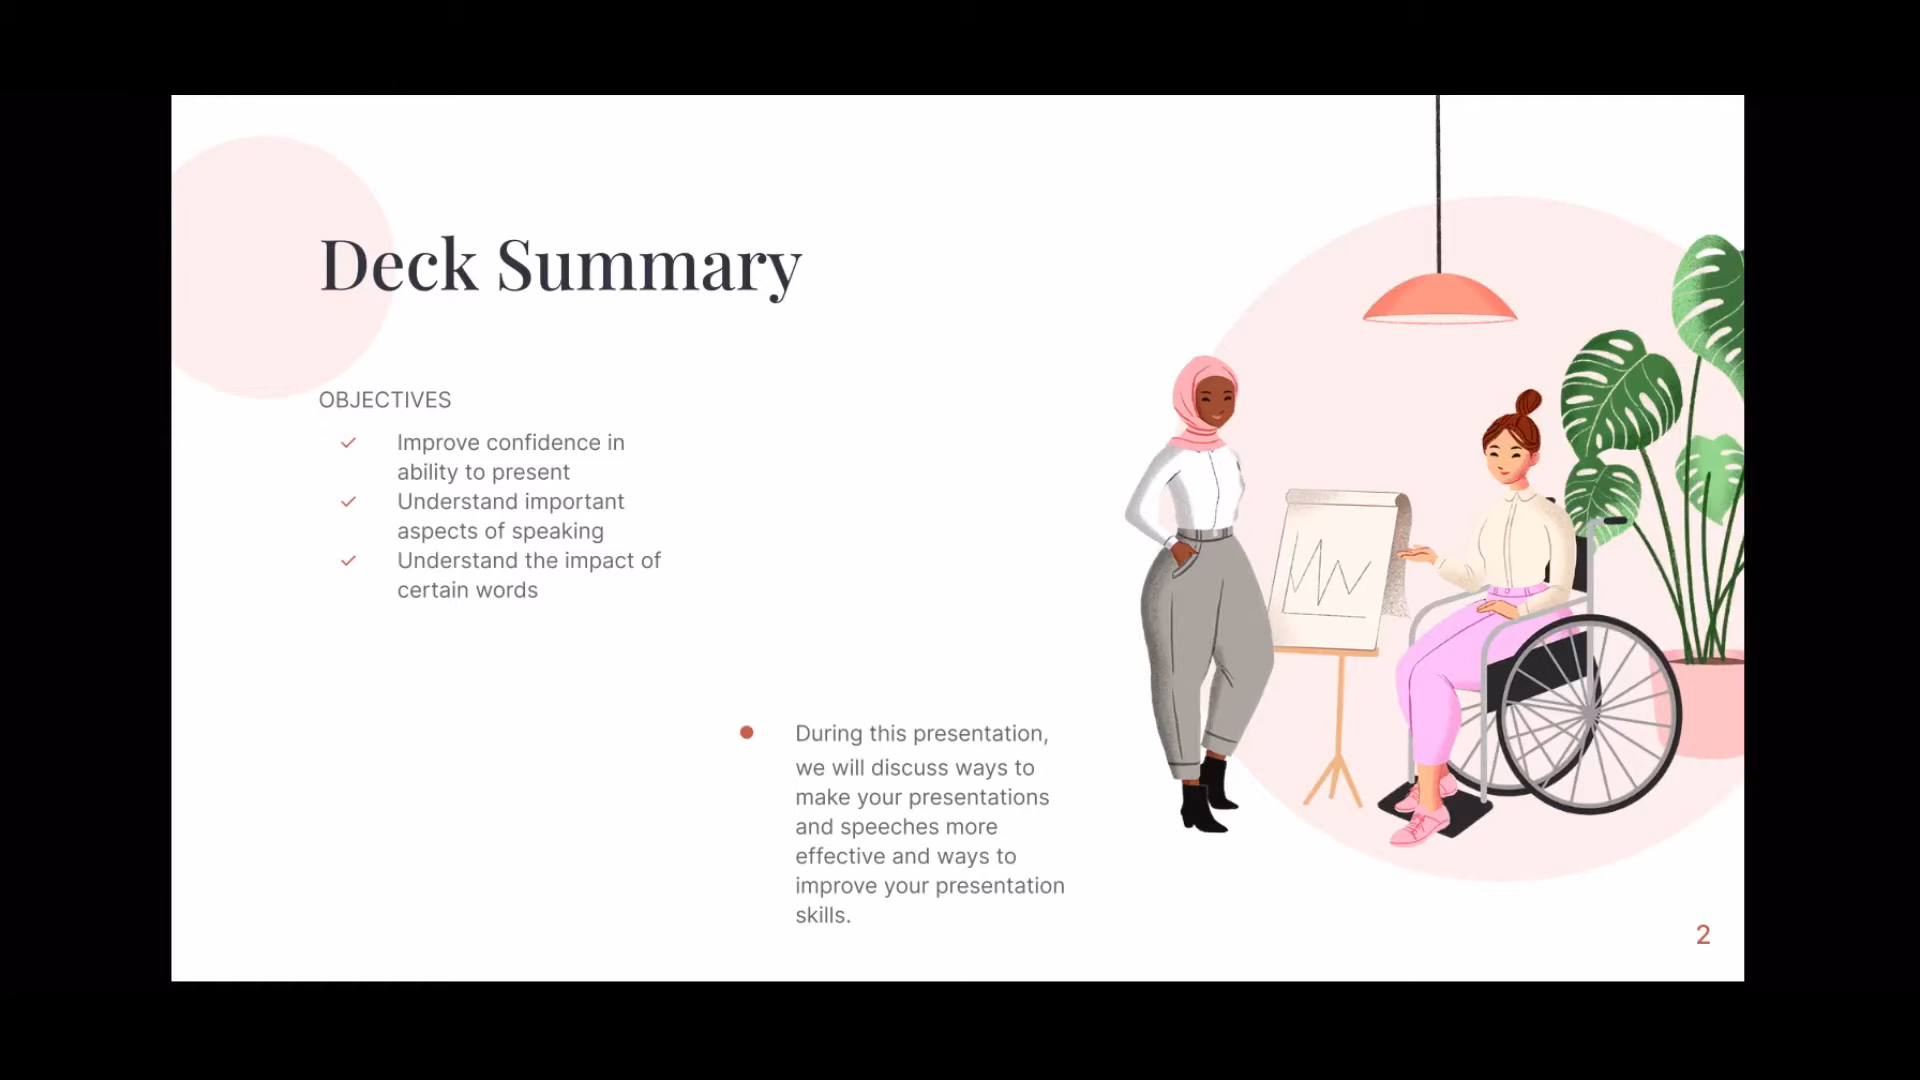 Deck Summary
OBJECTIVES
Improve confidence in
ability to present
Understand important
aspects of speaking
Understand the impact of
certain words
During this presentation,
we will discuss ways to
make your presentations
and speeches more
effective and ways to
improve your presentation
skills.
2